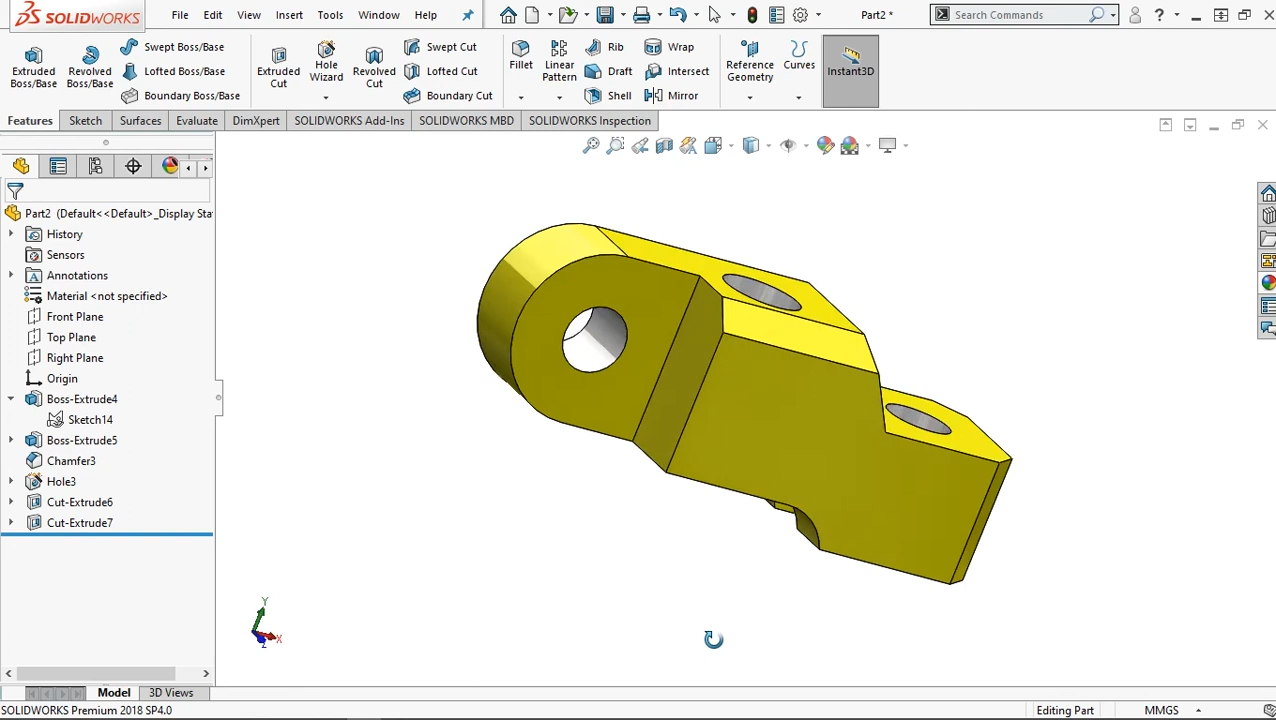 SOLIDWORKS File Edit View Insert Tools Window Help Part2 * Search Commands ?
Extruded Boss/Base Revolved Boss/Base Swept Boss/Base Lofted Boss/Base Boundary Boss/Base Extruded Cut Hole Wizard Revolved Cut Swept Cut Lofted Cut Boundary Cut Fillet Linear Pattern Rib Draft Shell Wrap Intersect Mirror Reference Geometry Curves Instant3D
Features Sketch Surfaces Evaluate DimXpert SOLIDWORKS Add-Ins SOLIDWORKS MBD SOLIDWORKS Inspection
Part2 (Default<<Default>_Display Sta
History
Sensors
Annotations
Material <not specified>
Front Plane
Top Plane
Right Plane
Origin
Boss-Extrude4
Sketch14
Boss-Extrude5
Chamfer3
Hole3
Cut-Extrude6
Cut-Extrude7
Y
X
Z
Model 3D Views
SOLIDWORKS Premium 2018 SP4.0 Editing Part MMGS